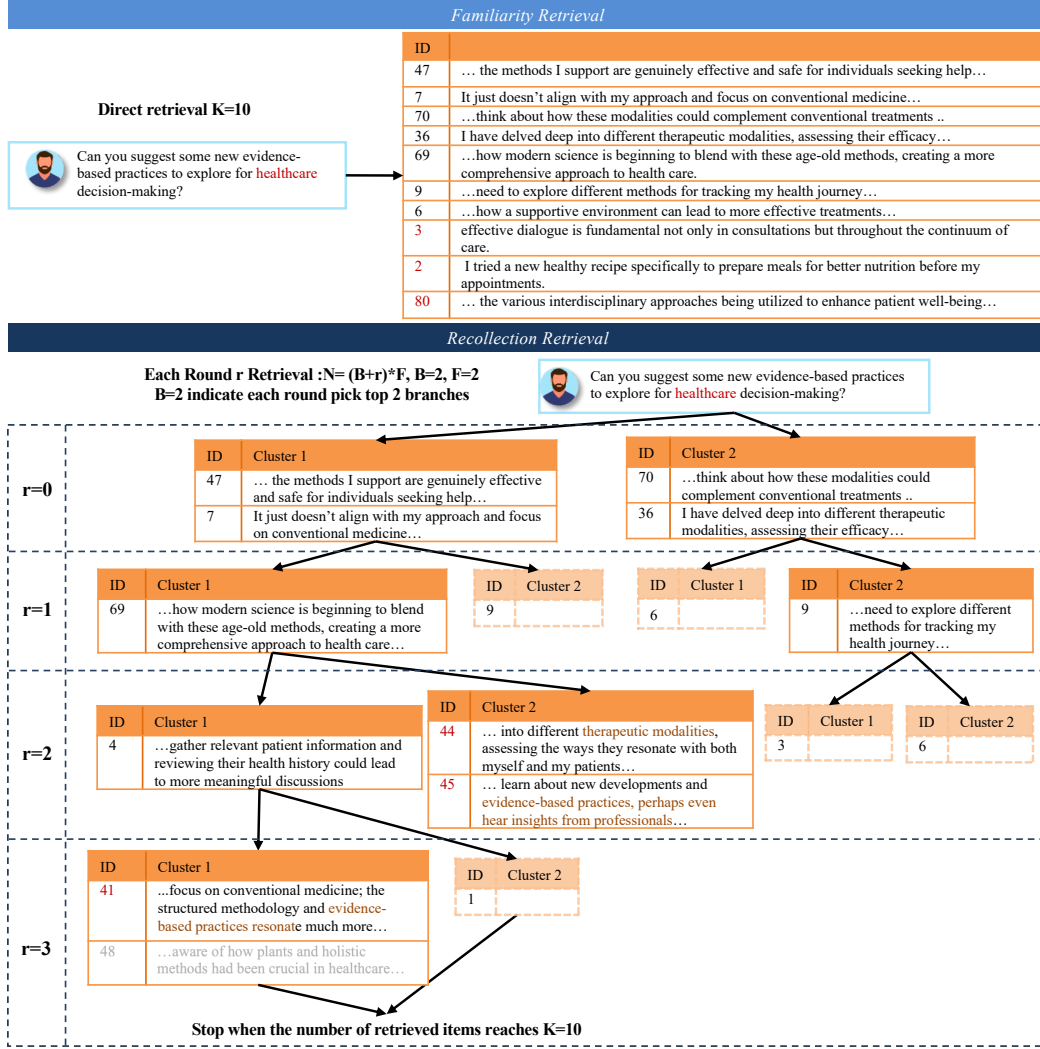 Familiarity Retrieval
ID
47
… the methods I support are genuinely effective and safe for individuals seeking help…
Direct retrieval K=10
7
It just doesn’t align with my approach and focus on conventional medicine…
70
…think about how these modalities could complement conventional treatments ..
36
I have delved deep into different therapeutic modalities, assessing their efficacy…
Can you suggest some new evidence-
based practices to explore for healthcare
decision-making?
69
…how modern science is beginning to blend with these age-old methods, creating a more
comprehensive approach to health care.
9
…need to explore different methods for tracking my health journey…
6
…how a supportive environment can lead to more effective treatments…
3
effective dialogue is fundamental not only in consultations but throughout the continuum of
care.
2
I tried a new healthy recipe specifically to prepare meals for better nutrition before my
appointments.
80
… the various interdisciplinary approaches being utilized to enhance patient well-being…
Recollection Retrieval
Each Round r Retrieval :N= (B+r)*F, B=2, F=2
B=2 indicate each round pick top 2 branches
Can you suggest some new evidence-based practices
to explore for healthcare decision-making?
r=0
ID Cluster 1
47
… the methods I support are genuinely effective
and safe for individuals seeking help…
7
It just doesn’t align with my approach and focus
on conventional medicine…
ID Cluster 2
70
…think about how these modalities could
complement conventional treatments ..
36
I have delved deep into different therapeutic
modalities, assessing their efficacy…
r=1
ID Cluster 1
69
…how modern science is beginning to blend
with these age-old methods, creating a more
comprehensive approach to health care…
ID Cluster 2
9
ID Cluster 1
6
ID Cluster 2
9
…need to explore different
methods for tracking my
health journey…
r=2
ID Cluster 1
4
…gather relevant patient information and
reviewing their health history could lead
to more meaningful discussions
ID Cluster 2
44
… into different therapeutic modalities,
assessing the ways they resonate with both
myself and my patients…
45
… learn about new developments and
evidence-based practices, perhaps even
hear insights from professionals…
ID Cluster 1
3
ID Cluster 2
6
r=3
ID Cluster 1
41
...focus on conventional medicine; the
structured methodology and evidence-
based practices resonate much more…
48
…aware of how plants and holistic
methods had been crucial in healthcare…
ID Cluster 2
1
Stop when the number of retrieved items reaches K=10